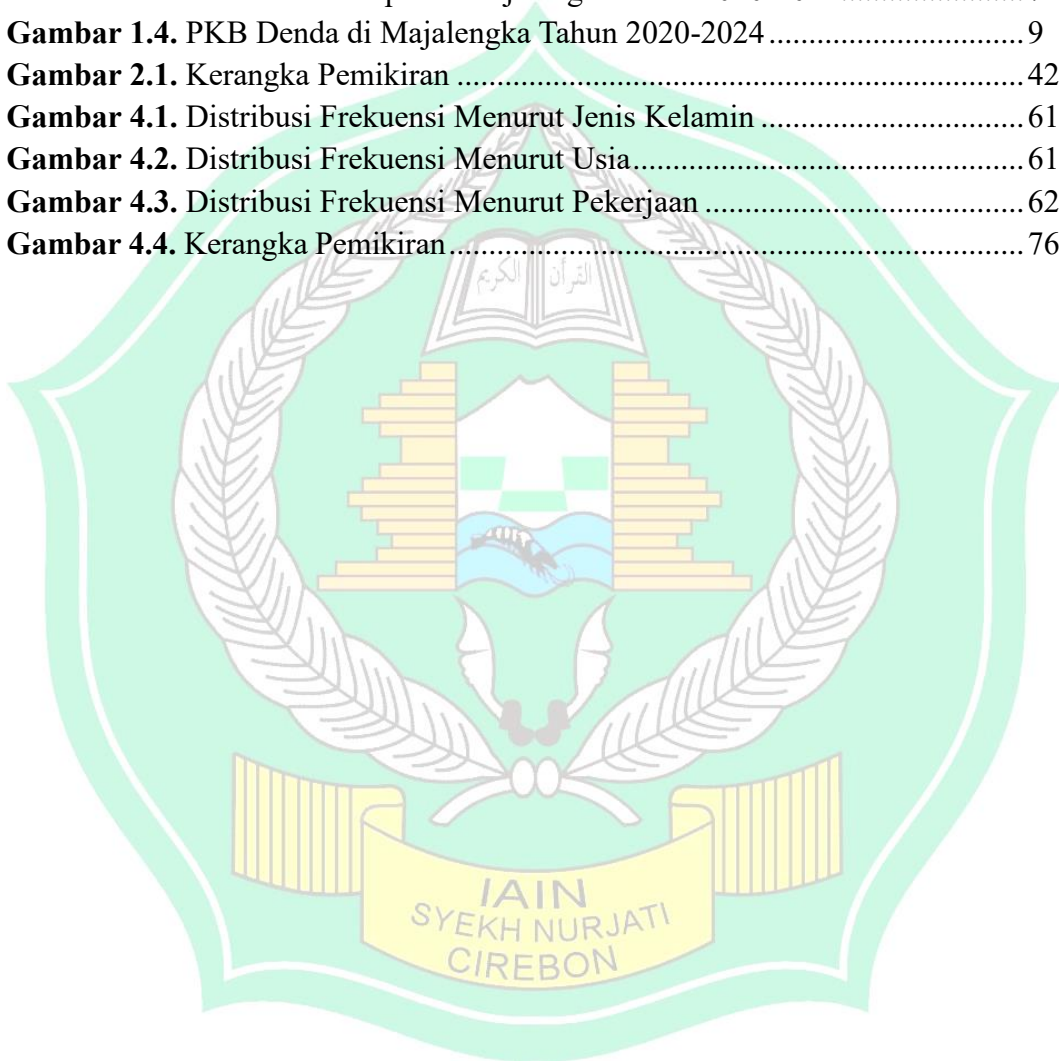 Gambar 1.4. PKB Denda di Majalengka Tahun 2020-2024 ................................ 9
Gambar 2.1. Kerangka Pemikiran ........................................................................ 42
Gambar 4.1. Distribusi Frekuensi Menurut Jenis Kelamin ................................. 61
Gambar 4.2. Distribusi Frekuensi Menurut Usia................................................. 61
Gambar 4.3. Distribusi Frekuensi Menurut Pekerjaan ........................................ 62
Gambar 4.4. Kerangka Pemikiran........................................................................ 76
القرآن الكريم
IAIN
SYEKH NURJATI
CIREBON